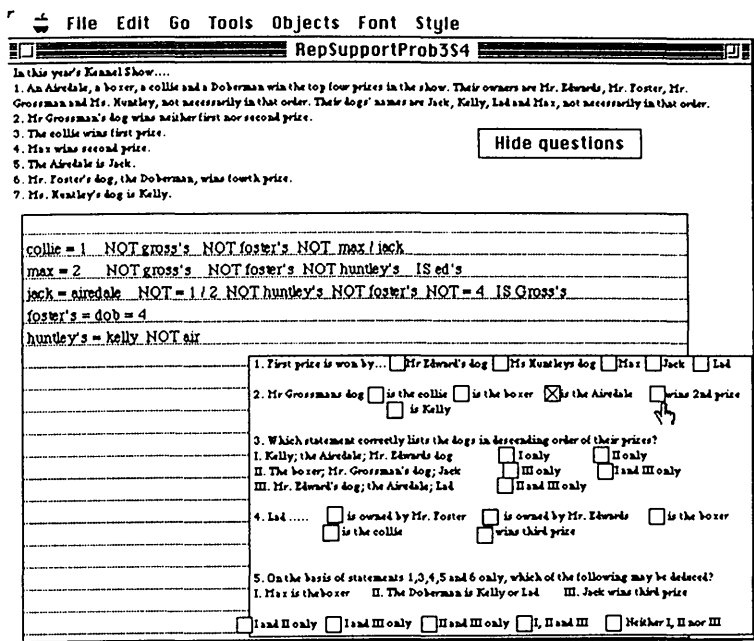 r
File Edit Go Tools Objects Font Style
RepSupportProb3S4
In this year's Kennel Show....
1. An Airedale, a boxer, a collie and a Doberman win the top four prizes in the show. Their owners are Mr. Edwards, Mr. Foster, Mr.
Grossman and Ms. Huntley, not necessarily in that order. Their dogs' names are Jack, Kelly, Lad and Max, not necessarily in that order.
2. Mr Grossman's dog wins neither first nor second prize.
3. The collie wins first prize.
4. Max wins second prize.
5. The Airedale is Jack.
6. Mr. Foster's dog, the Doberman, wins fourth prize.
7. Ms. Huntley's dog is Kelly.
Hide questions
collie = 1 NOT gross's NOT foster's NOT max / jack
max = 2 NOT gross's NOT foster's NOT huntley's IS ed's
jack = airedale NOT = 1 / 2 NOT huntley's NOT foster's NOT = 4 IS Gross's
foster's = dob = 4
huntley's = kelly NOT air
1. First prize is won by... Mr Edward's dog Ms Huntleys dog Max Jack Lad
2. Mr Grossmans dog is the collie is the boxer is the Airedale wins 2nd prize
is Kelly
3. Which statement correctly lists the dogs in descending order of their prizes?
I. Kelly; the Airedale; Mr. Edwards dog I only II only
II. The boxer; Mr. Grossman's dog; Jack III only I and III only
III. Mr. Edward's dog; the Airedale; Lad II and III only
4. Lad ..... is owned by Mr. Foster is owned by Mr. Edwards is the boxer
is the collie wins third prize
5. On the basis of statements 1,3,4,5 and 6 only, which of the following may be deduced?
I. Max is the boxer II. The Doberman is Kelly or Lad III. Jack wins third prize
I and II only I and III only II and III only I, II and III Neither I, II nor III